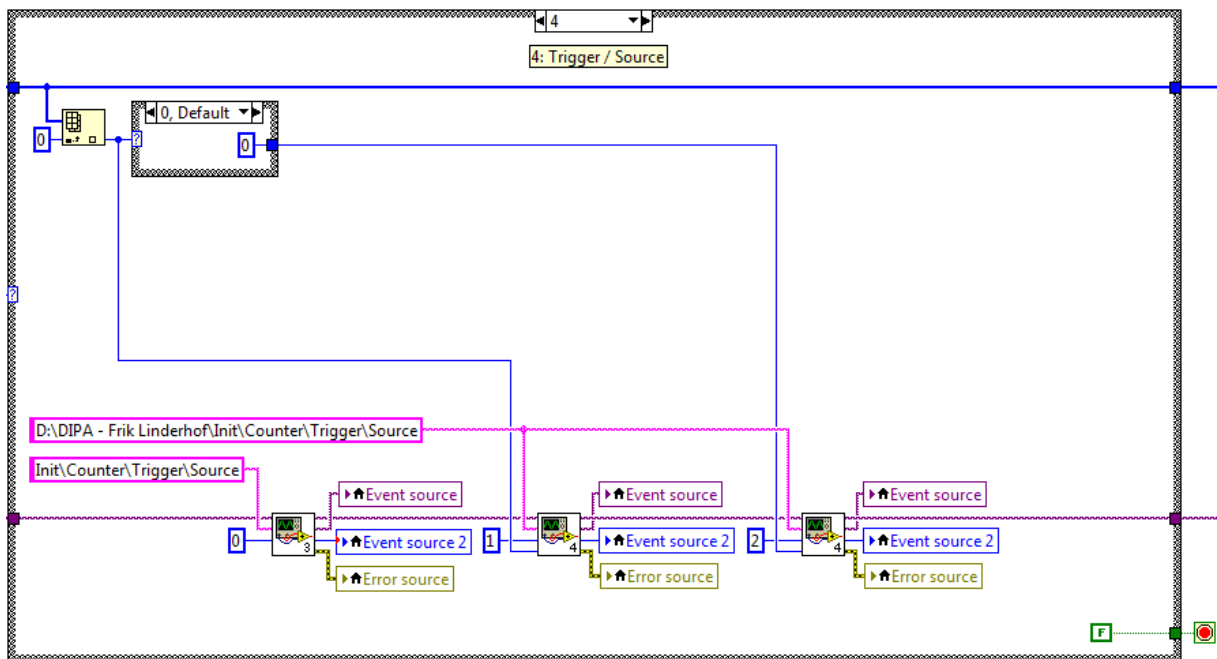 4
4: Trigger / Source
0, Default
0
?
0
?
D:\DIPA - Frik Linderhof\Init\Counter\Trigger\Source
Init\Counter\Trigger\Source
Event source
Event source
Event source
0
3
Event source 2
1
4
Event source 2
2
4
Event source 2
Error source
Error source
Error source
F